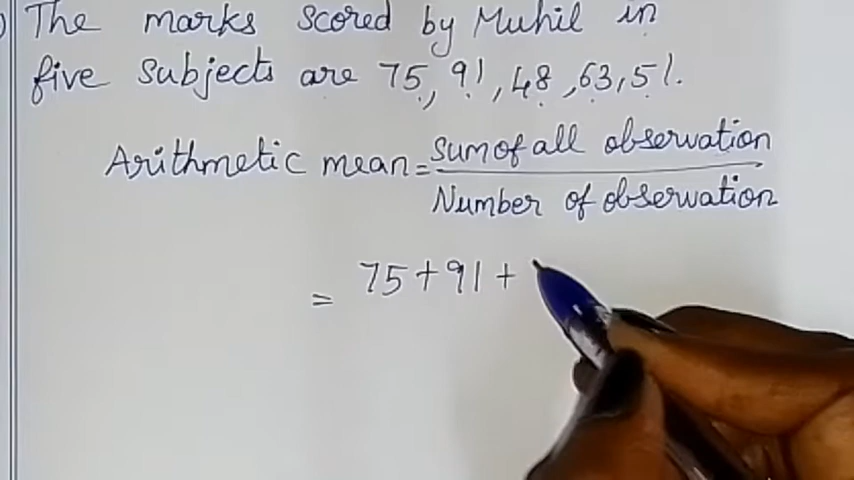 ) The marks scored by Muhil in
five subjects are 75, 91, 48, 63, 51.
Arithmetic mean = Sum of all observation
Number of observation
= 75 + 91 +